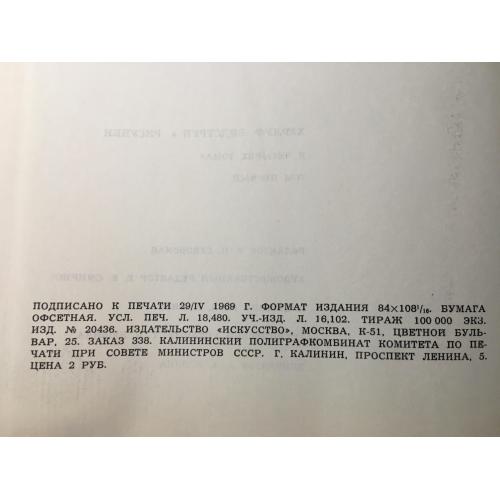 ПОДПИСАНО К ПЕЧАТИ 29/IV 1969 Г. ФОРМАТ ИЗДАНИЯ 84×108¹/₁₆. БУМАГА
ОФСЕТНАЯ. УСЛ. ПЕЧ. Л. 18,480. УЧ.-ИЗД. Л. 16,102. ТИРАЖ 100 000 ЭКЗ.
ИЗД. № 20436. ИЗДАТЕЛЬСТВО «ИСКУССТВО», МОСКВА, К-51, ЦВЕТНОЙ БУЛЬ-
ВАР, 25. ЗАКАЗ 338. КАЛИНИНСКИЙ ПОЛИГРАФКОМБИНАТ КОМИТЕТА ПО ПЕ-
ЧАТИ ПРИ СОВЕТЕ МИНИСТРОВ СССР. Г. КАЛИНИН, ПРОСПЕКТ ЛЕНИНА, 5.
ЦЕНА 2 РУБ.